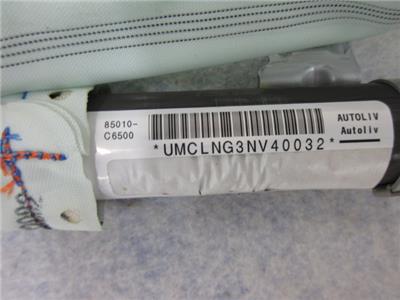 85010-
C6500
*UMCLNG3NV40032*
AUTOLIV
Autoliv